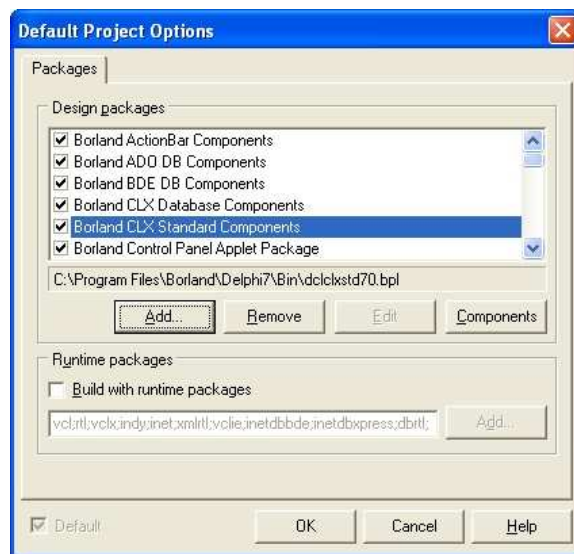 Default Project Options
Packages
Design packages
Borland ActionBar Components
Borland ADO DB Components
Borland BDE DB Components
Borland CLX Database Components
Borland CLX Standard Components
Borland Control Panel Applet Package
C:\Program Files\Borland\Delphi7\Bin\dclclxstd70.bpl
Add... Remove Edit Components
Runtime packages
Build with runtime packages
vcl;rtl;vclx;indy;inet;xmlrtl;vclie;inetdbbde;inetdbxpress;dbrtl; Add...
Default OK Cancel Help